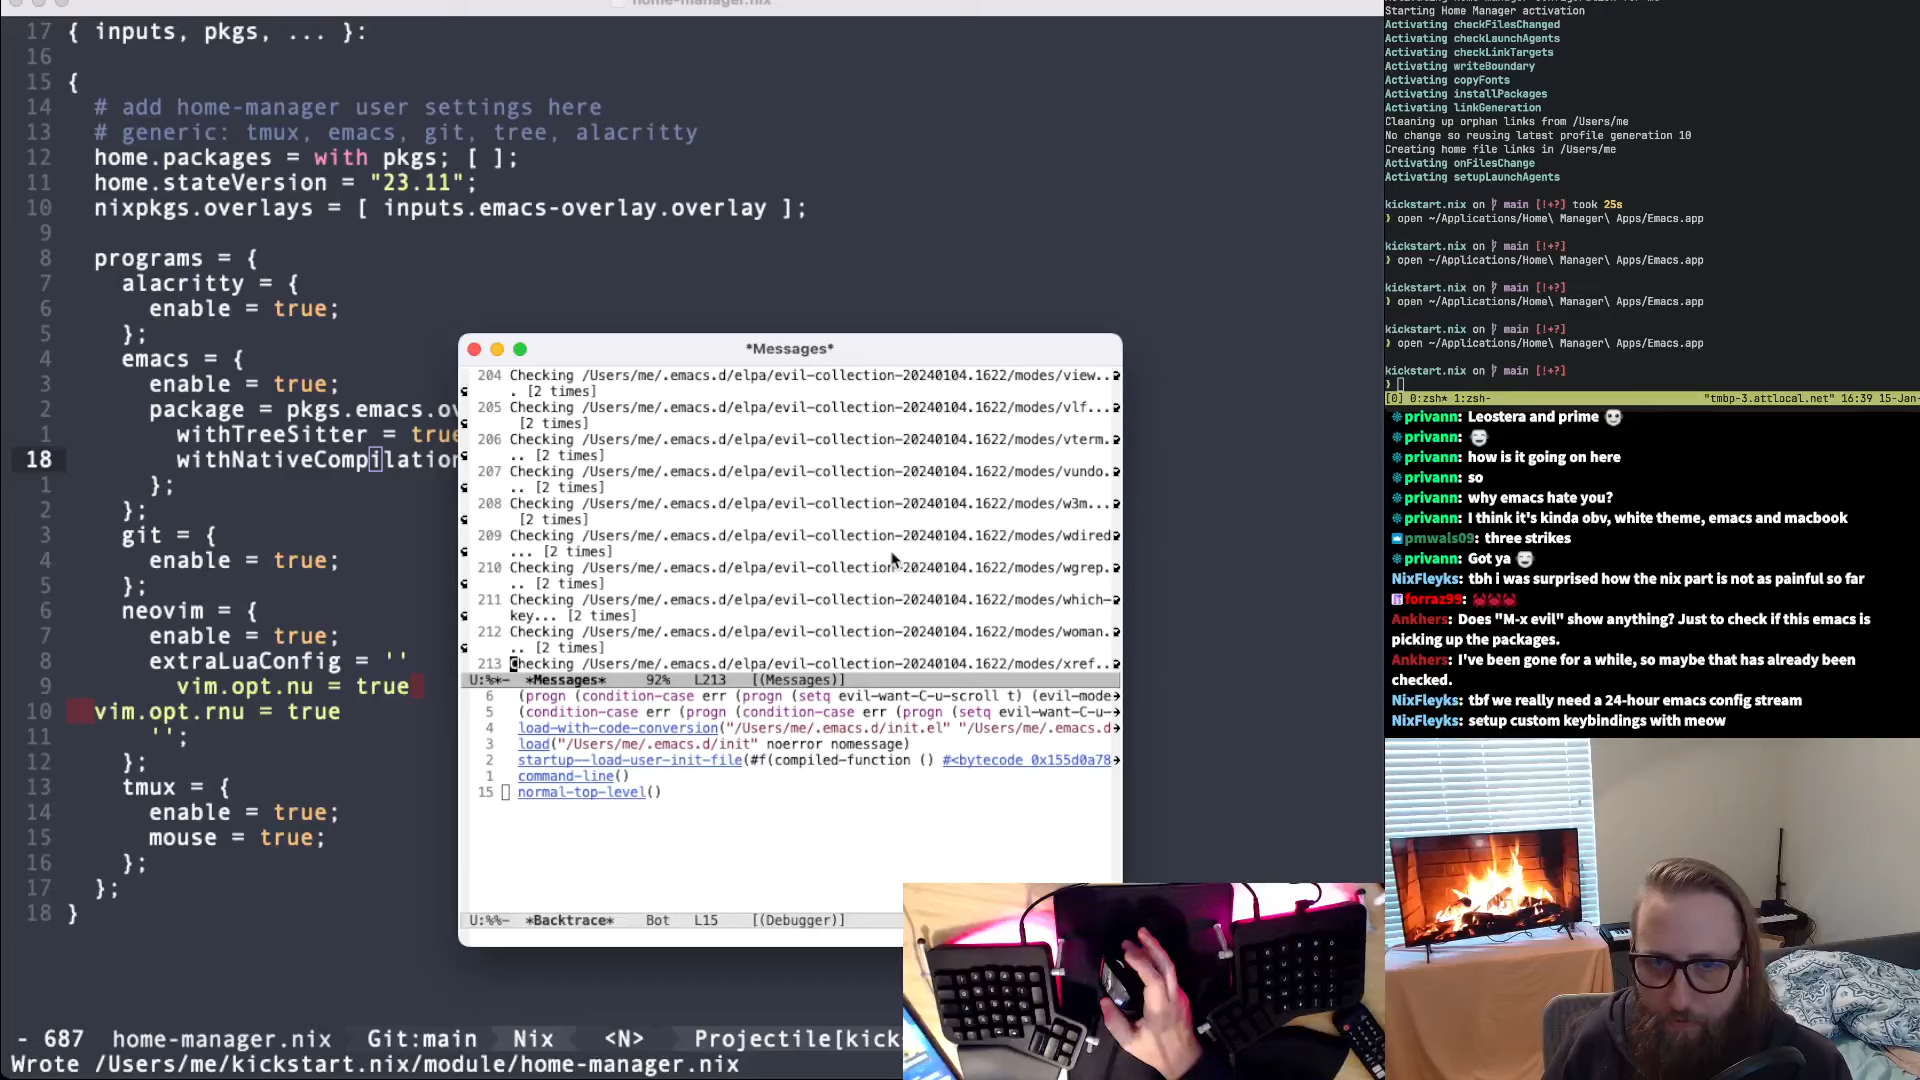 home-manager.nix
17 { inputs, pkgs, ... }:
16
15 {
14 # add home-manager user settings here
13 # generic: tmux, emacs, git, tree, alacritty
12 home.packages = with pkgs; [ ];
11 home.stateVersion = "23.11";
10 nixpkgs.overlays = [ inputs.emacs-overlay.overlay ];
9
8 programs = {
7 alacritty = {
6 enable = true;
5 };
4 emacs = {
3 enable = true;
2 package = pkgs.emacs.ov
1 withTreeSitter = true
18 withNativeCompilation
1 };
2 };
3 git = {
4 enable = true;
5 };
6 neovim = {
7 enable = true;
8 extraLuaConfig = ''
9 vim.opt.nu = true
10 vim.opt.rnu = true
11 '';
12 };
13 tmux = {
14 enable = true;
15 mouse = true;
16 };
17 };
18 }
- 687 home-manager.nix Git:main Nix <N> Projectile[kicks
Wrote /Users/me/kickstart.nix/module/home-manager.nix
*Messages*
204 Checking /Users/me/.emacs.d/elpa/evil-collection-20240104.1622/modes/view..
. [2 times]
205 Checking /Users/me/.emacs.d/elpa/evil-collection-20240104.1622/modes/vlf...
[2 times]
206 Checking /Users/me/.emacs.d/elpa/evil-collection-20240104.1622/modes/vterm.
.. [2 times]
207 Checking /Users/me/.emacs.d/elpa/evil-collection-20240104.1622/modes/vundo.
.. [2 times]
208 Checking /Users/me/.emacs.d/elpa/evil-collection-20240104.1622/modes/w3m...
[2 times]
209 Checking /Users/me/.emacs.d/elpa/evil-collection-20240104.1622/modes/wdired
... [2 times]
210 Checking /Users/me/.emacs.d/elpa/evil-collection-20240104.1622/modes/wgrep.
.. [2 times]
211 Checking /Users/me/.emacs.d/elpa/evil-collection-20240104.1622/modes/which-
key... [2 times]
212 Checking /Users/me/.emacs.d/elpa/evil-collection-20240104.1622/modes/woman.
.. [2 times]
213 Checking /Users/me/.emacs.d/elpa/evil-collection-20240104.1622/modes/xref..
U:%*- *Messages* 92% L213 [(Messages)]
6 (progn (condition-case err (progn (setq evil-want-C-u-scroll t) (evil-mode
5 (condition-case err (progn (condition-case err (progn (setq evil-want-C-u-
4 load-with-code-conversion("/Users/me/.emacs.d/init.el" "/Users/me/.emacs.d
3 load("/Users/me/.emacs.d/init" noerror nomessage)
2 startup--load-user-init-file(#f(compiled-function () #<bytecode 0x155d0a78
1 command-line()
15 normal-top-level()
U:%%- *Backtrace* Bot L15 [(Debugger)]
Starting Home Manager activation
Activating checkFilesChanged
Activating checkLaunchAgents
Activating checkLinkTargets
Activating writeBoundary
Activating copyFonts
Activating installPackages
Activating linkGeneration
Cleaning up orphan links from /Users/me
No change so reusing latest profile generation 10
Creating home file links in /Users/me
Activating onFilesChange
Activating setupLaunchAgents
kickstart.nix on main [!+?] took 25s
❯ open ~/Applications/Home\ Manager\ Apps/Emacs.app
kickstart.nix on main [!+?]
❯ open ~/Applications/Home\ Manager\ Apps/Emacs.app
kickstart.nix on main [!+?]
❯ open ~/Applications/Home\ Manager\ Apps/Emacs.app
kickstart.nix on main [!+?]
❯ open ~/Applications/Home\ Manager\ Apps/Emacs.app
kickstart.nix on main [!+?]
❯
[0] 0:zsh* 1:zsh- "tmbp-3.attlocal.net" 16:39 15-Jan-
privann: Leostera and prime
privann:
privann: how is it going on here
privann: so
privann: why emacs hate you?
privann: I think it's kinda obv, white theme, emacs and macbook
pmwals09: three strikes
privann: Got ya
NixFleyks: tbh i was surprised how the nix part is not as painful so far
forraz99:
Ankhers: Does "M-x evil" show anything? Just to check if this emacs is
picking up the packages.
Ankhers: I've been gone for a while, so maybe that has already been
checked.
NixFleyks: tbf we really need a 24-hour emacs config stream
NixFleyks: setup custom keybindings with meow